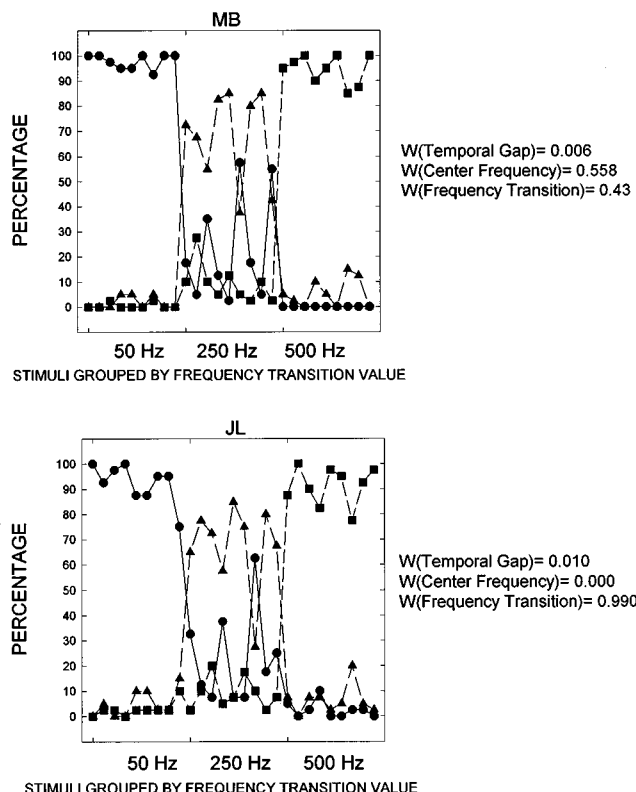 MB
100
90
80
70
60
50
40
30
20
10
0
PERCENTAGE
50 Hz 250 Hz 500 Hz
STIMULI GROUPED BY FREQUENCY TRANSITION VALUE
W(Temporal Gap)= 0.006
W(Center Frequency)= 0.558
W(Frequency Transition)= 0.43
JL
100
90
80
70
60
50
40
30
20
10
0
PERCENTAGE
50 Hz 250 Hz 500 Hz
STIMULI GROUPED BY FREQUENCY TRANSITION VALUE
W(Temporal Gap)= 0.010
W(Center Frequency)= 0.000
W(Frequency Transition)= 0.990